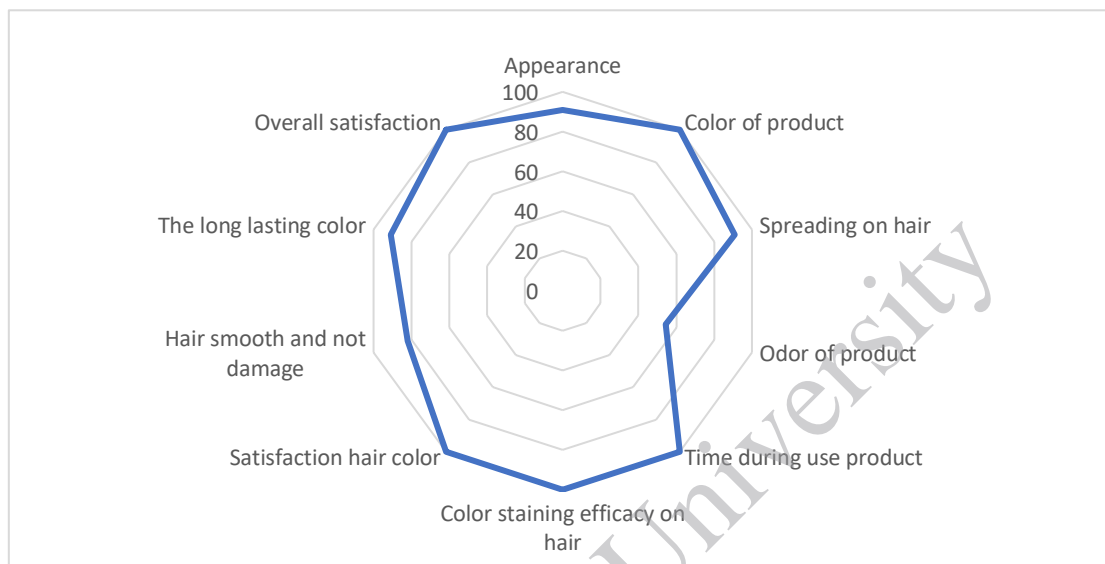 Appearance
100
80
60
40
20
0
Color of product
Spreading on hair
Odor of product
Time during use product
Color staining efficacy on
hair
Satisfaction hair color
Hair smooth and not
damage
The long lasting color
Overall satisfaction
University